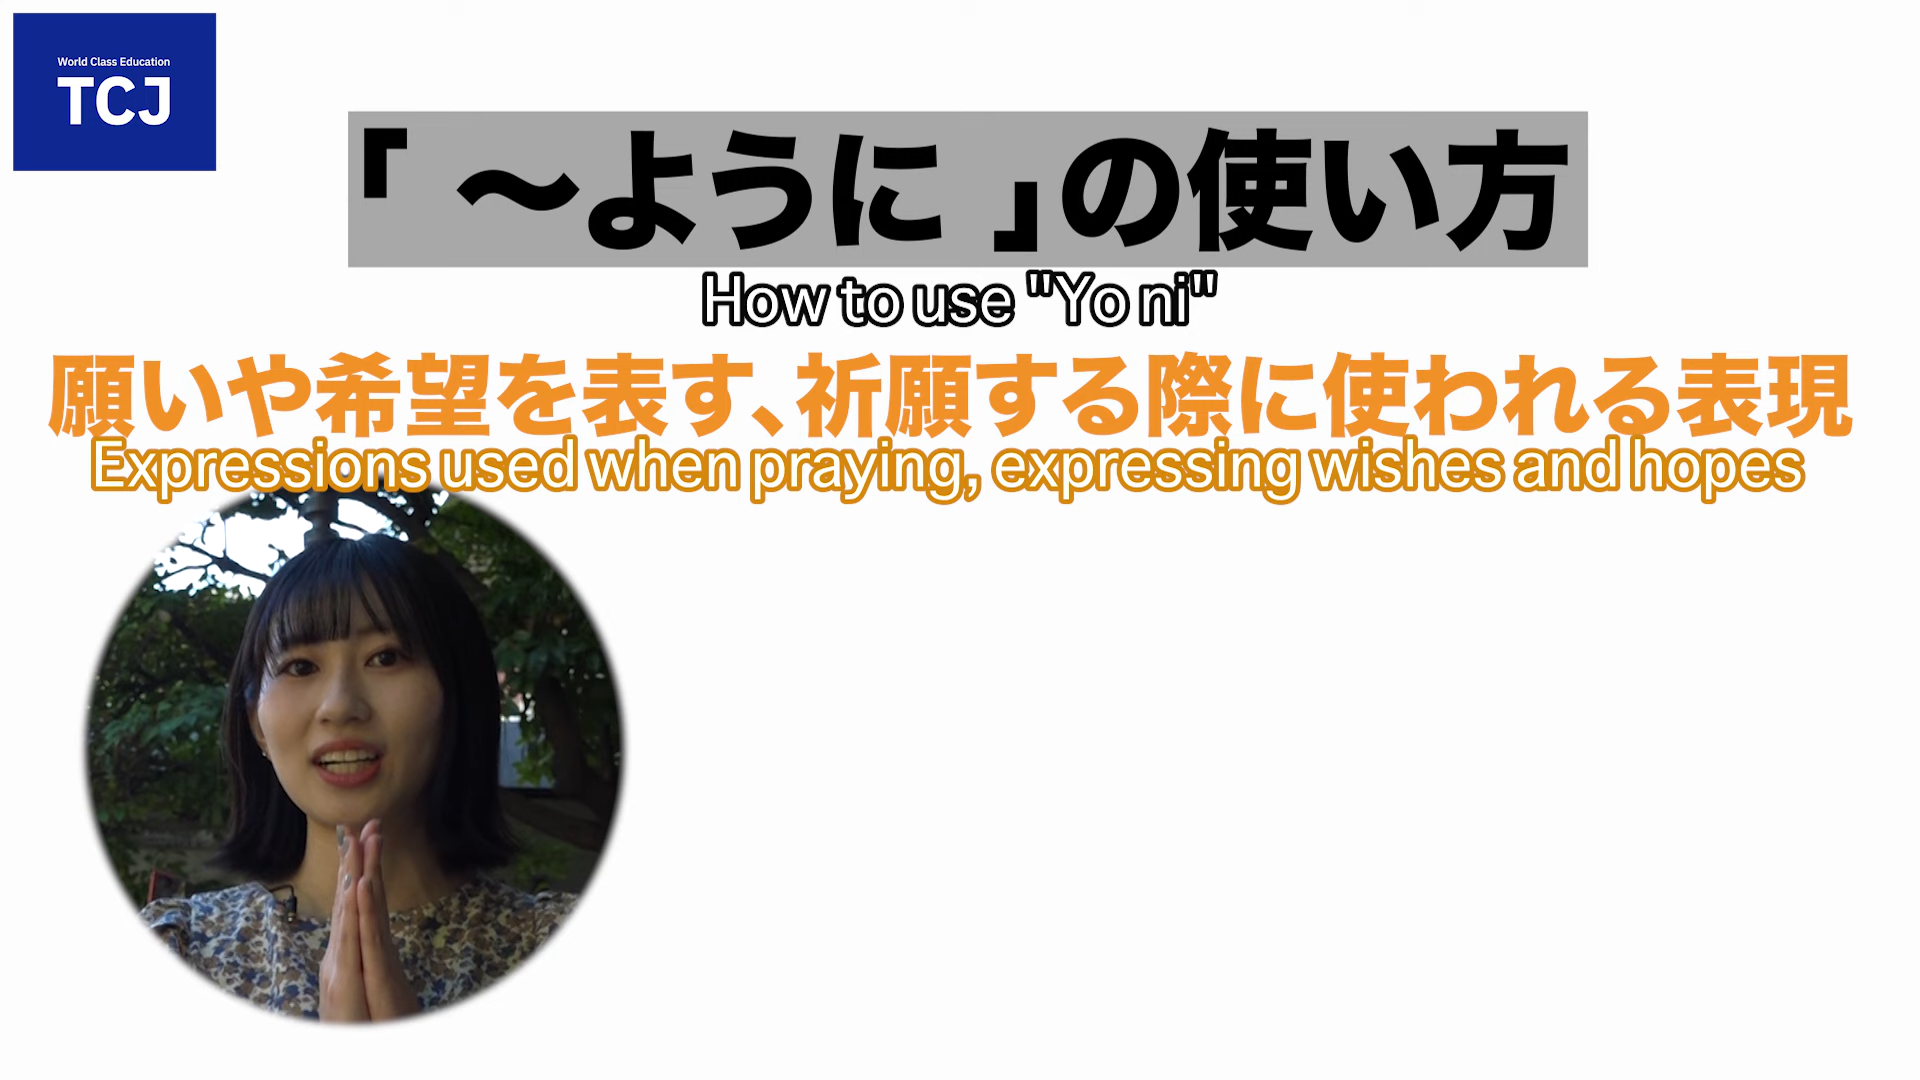 World Class Education
TCJ
「 ～ように 」の使い方
How to use "Yo ni"
願いや希望を表す、祈願する際に使われる表現
Expressions used when praying, expressing wishes and hopes